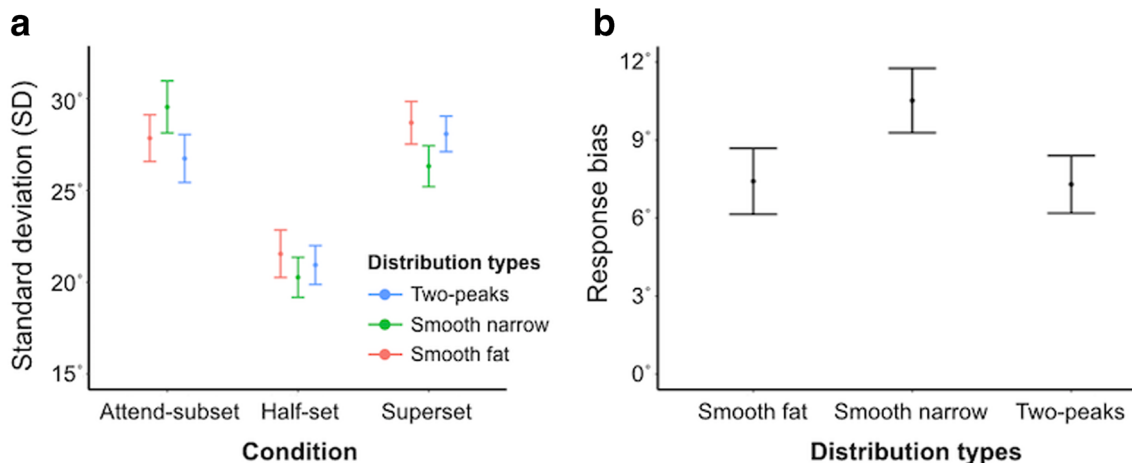 a
Standard deviation (SD)
30°
25°
20°
15°
Distribution types
Two-peaks
Smooth narrow
Smooth fat
Attend-subset Half-set Superset
Condition
b
Response bias
12°
9°
6°
3°
0°
Smooth fat Smooth narrow Two-peaks
Distribution types